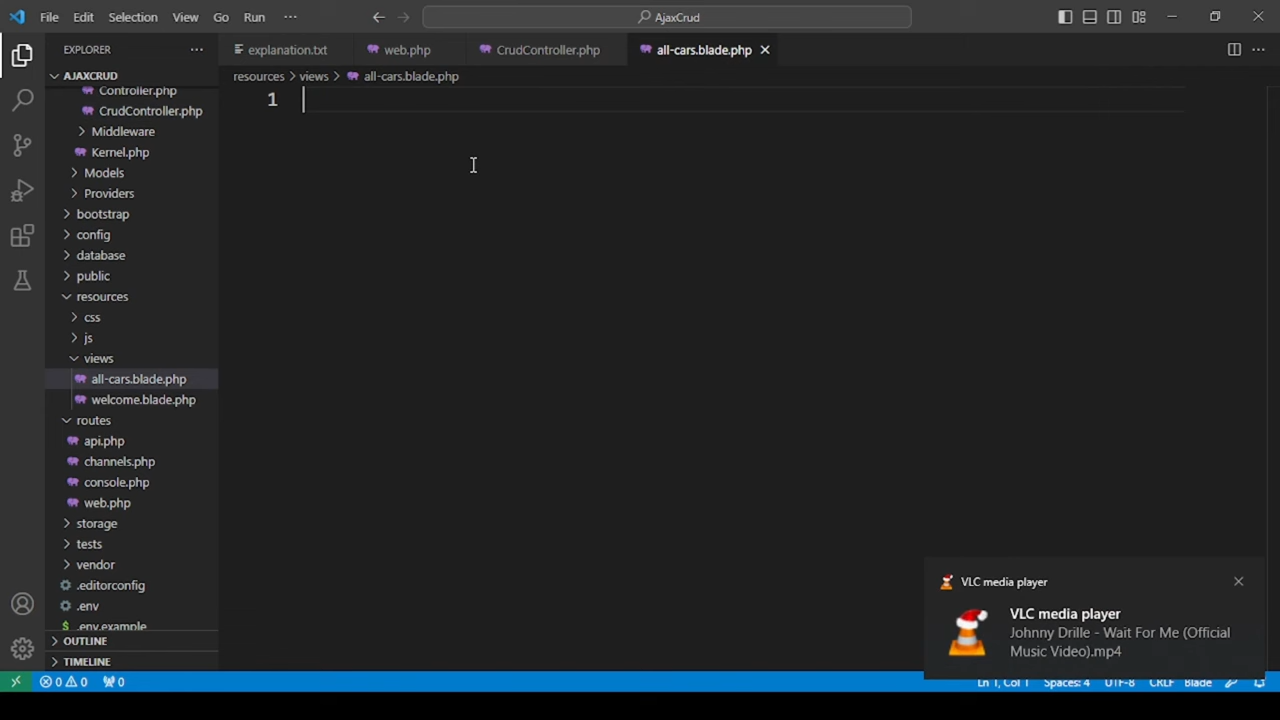 File Edit Selection View Go Run ··· AjaxCrud
EXPLORER ···
explanation.txt web.php CrudController.php all-cars.blade.php
AJAXCRUD
resources > views > all-cars.blade.php
1
Controller.php
CrudController.php
Middleware
Kernel.php
Models
Providers
bootstrap
config
database
public
resources
css
js
views
all-cars.blade.php
welcome.blade.php
routes
api.php
channels.php
console.php
web.php
storage
tests
vendor
.editorconfig
.env
.env.example
OUTLINE
TIMELINE
VLC media player
VLC media player
Johnny Drille - Wait For Me (Official
Music Video).mp4
0 0 0 Ln 1, Col 1 Spaces: 4 UTF-8 CRLF Blade